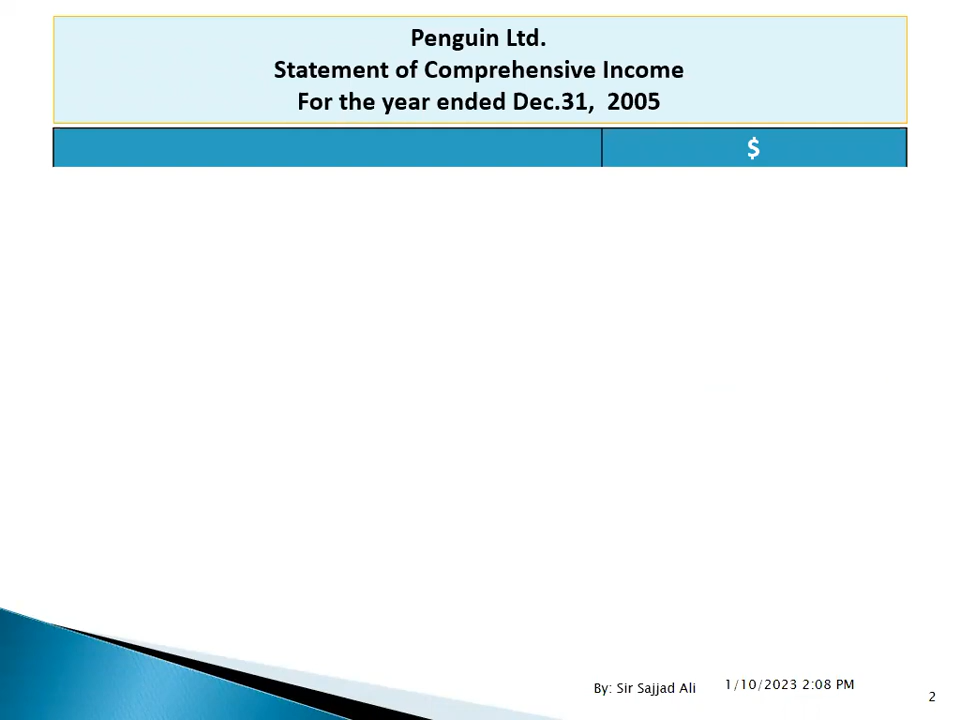 Penguin Ltd.
Statement of Comprehensive Income
For the year ended Dec.31,  2005
$
By: Sir Sajjad Ali
1/10/2023 2:08 PM
2